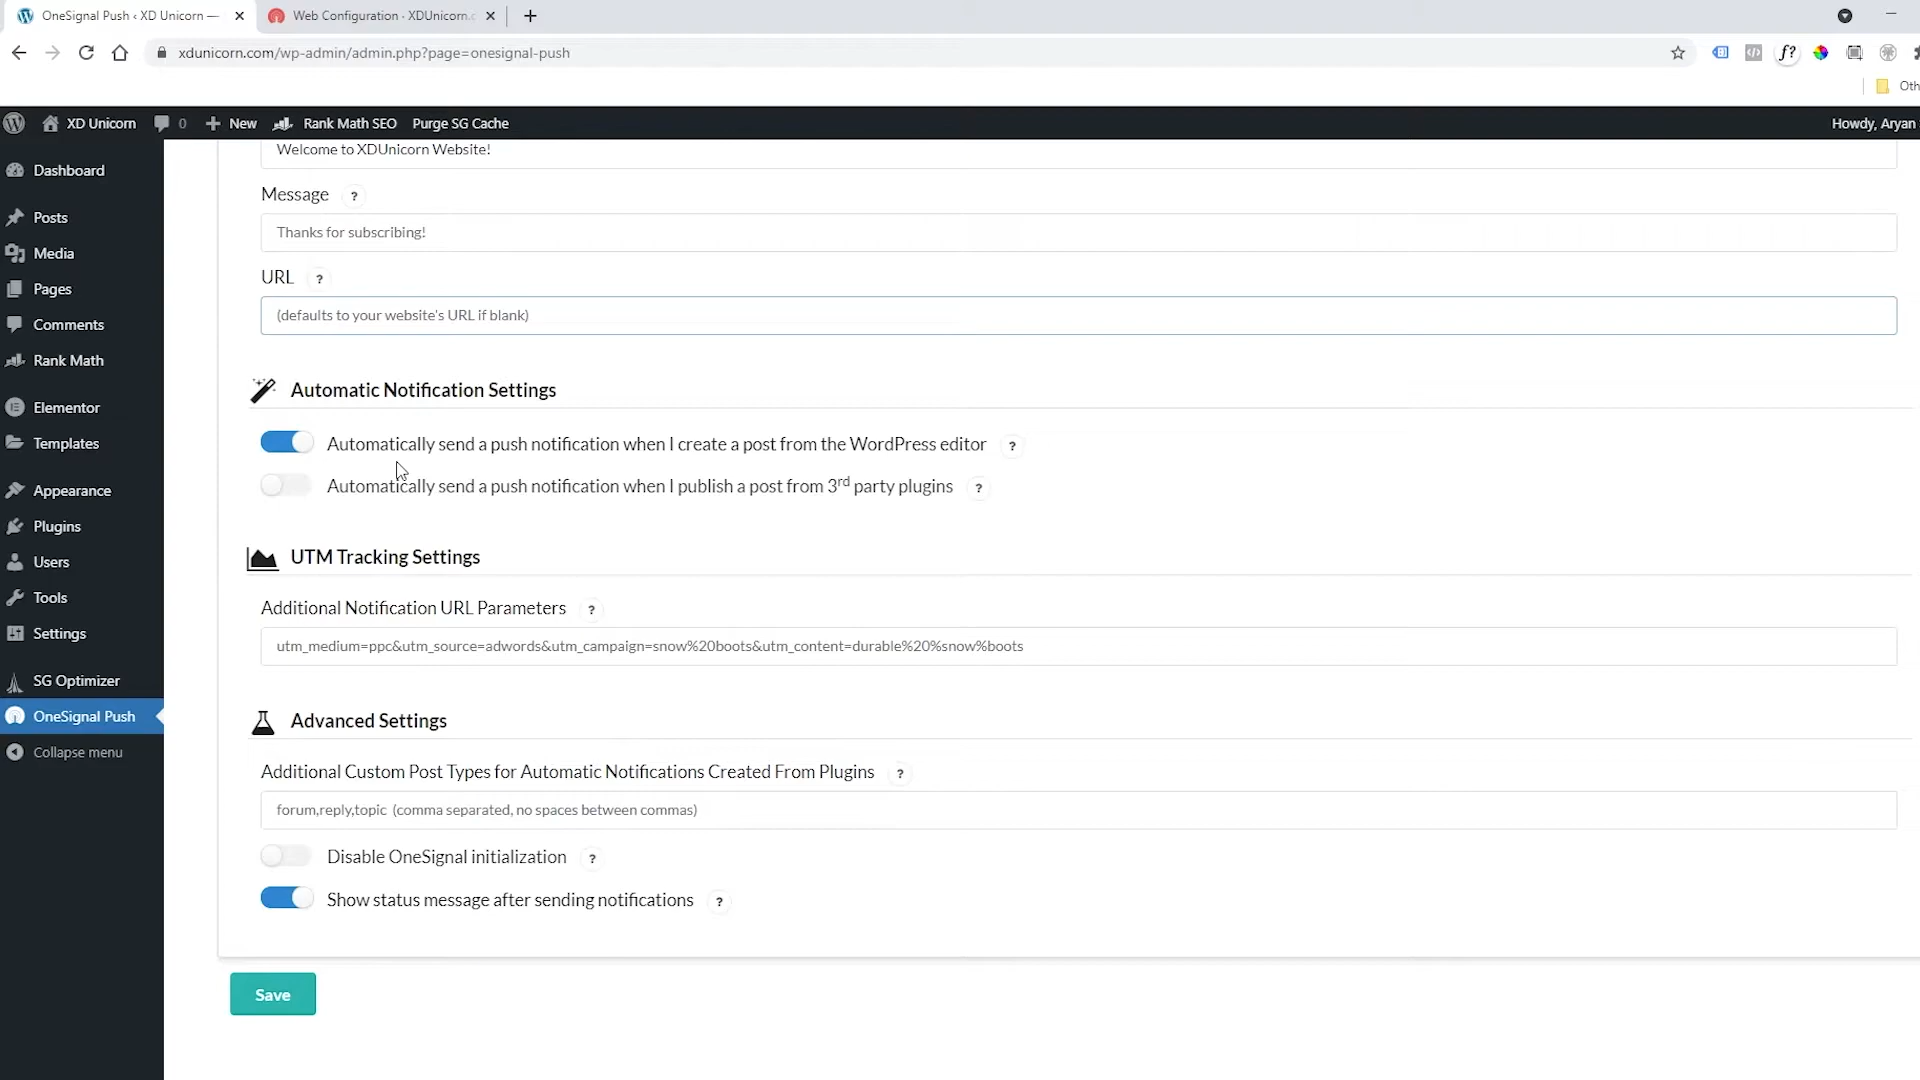 OneSignal Push ‹ XD Unicorn —
Web Configuration · XDUnicorn.c
xdunicorn.com/wp-admin/admin.php?page=onesignal-push
f?
Oth
XD Unicorn
0
New
Rank Math SEO
Purge SG Cache
Howdy, Aryan
Dashboard
Posts
Media
Pages
Comments
Rank Math
Elementor
Templates
Appearance
Plugins
Users
Tools
Settings
SG Optimizer
OneSignal Push
Collapse menu
Welcome to XDUnicorn Website!
Message ?
Thanks for subscribing!
URL ?
(defaults to your website's URL if blank)
Automatic Notification Settings
Automatically send a push notification when I create a post from the WordPress editor ?
Automatically send a push notification when I publish a post from 3rd party plugins ?
UTM Tracking Settings
Additional Notification URL Parameters ?
utm_medium=ppc&utm_source=adwords&utm_campaign=snow%20boots&utm_content=durable%20%snow%boots
Advanced Settings
Additional Custom Post Types for Automatic Notifications Created From Plugins ?
forum,reply,topic (comma separated, no spaces between commas)
Disable OneSignal initialization ?
Show status message after sending notifications ?
Save